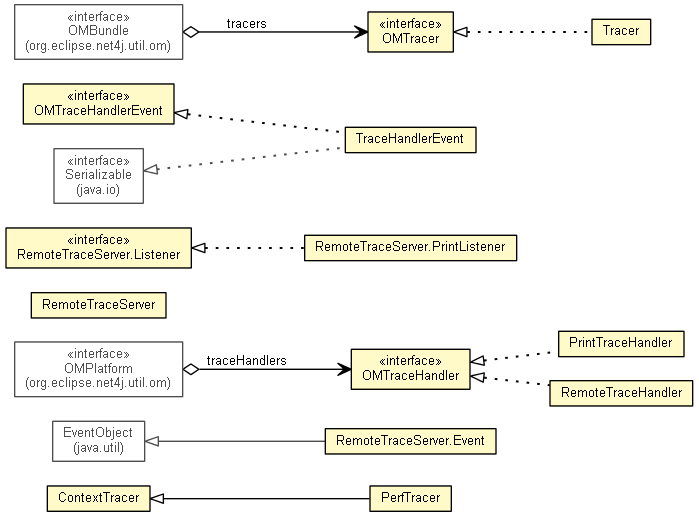 «interface»
OMBundle
(org.eclipse.net4j.util.om)
tracers
«interface»
OMTracer
Tracer
«interface»
OMTraceHandlerEvent
TraceHandlerEvent
«interface»
Serializable
(java.io)
«interface»
RemoteTraceServer.Listener
RemoteTraceServer.PrintListener
RemoteTraceServer
«interface»
OMPlatform
(org.eclipse.net4j.util.om)
traceHandlers
«interface»
OMTraceHandler
PrintTraceHandler
RemoteTraceHandler
EventObject
(java.util)
RemoteTraceServer.Event
ContextTracer
PerfTracer